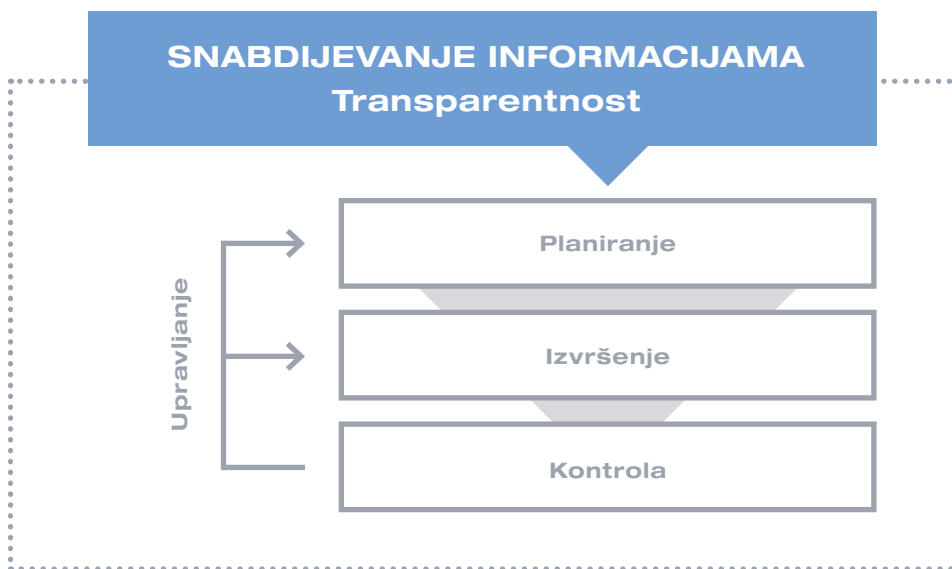 SNABDIJEVANJE INFORMACIJAMA
Transparentnost
Planiranje
Upravljanje
Izvršenje
Kontrola